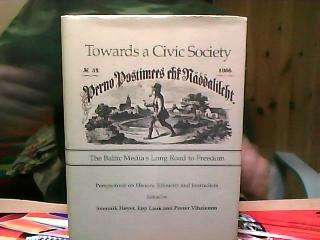 Towards a Civic Society
№ 51. 1866.
Perno Postimees ehk Näddalileht.
The Baltic Media's Long Road to Freedom
Perspectives on History, Ethnicity and Journalism
Edited by
Svennik Høyer, Epp Lauk and Peeter Vihalemm